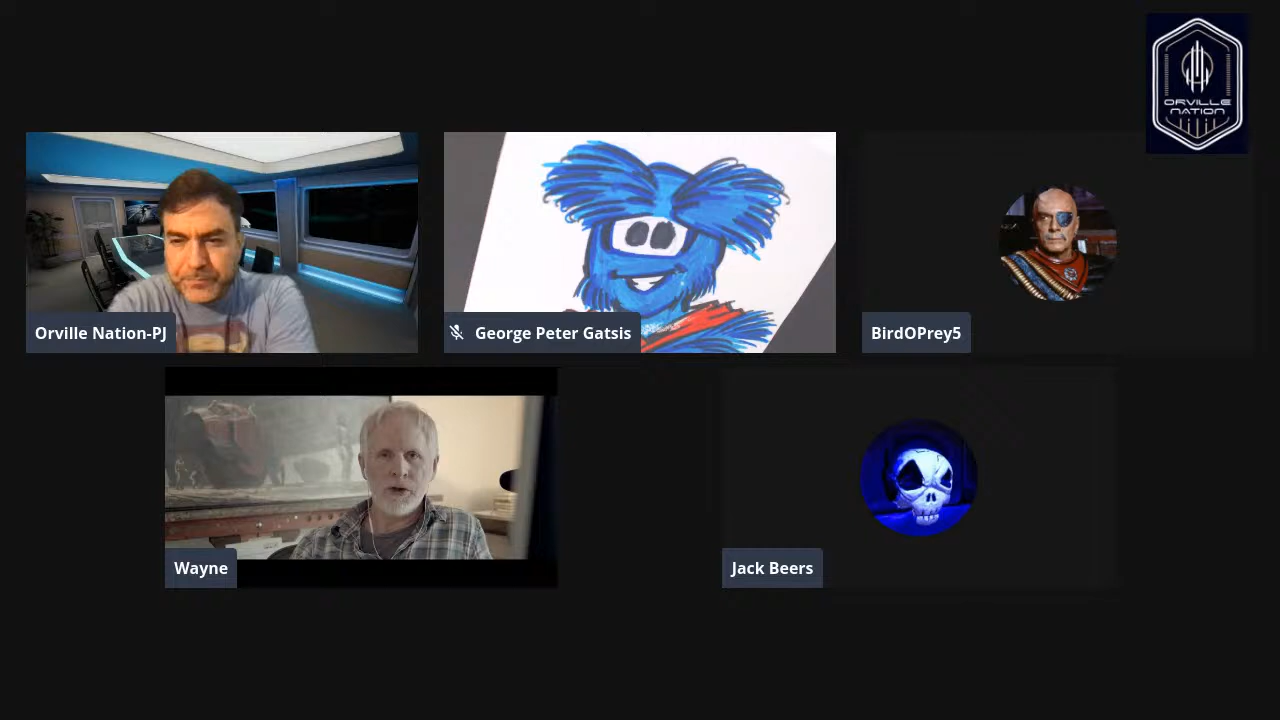 ORVILLE
NATION
Orville Nation-PJ
George Peter Gatsis
BirdOPrey5
Wayne
Jack Beers